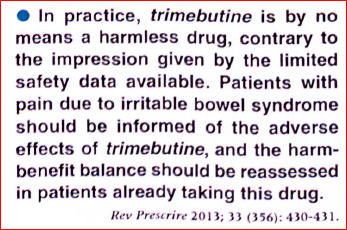 ● In practice, trimebutine is by no
means a harmless drug, contrary to
the impression given by the limited
safety data available. Patients with
pain due to irritable bowel syndrome
should be informed of the adverse
effects of trimebutine, and the harm-
benefit balance should be reassessed
in patients already taking this drug.
Rev Prescrire 2013; 33 (356): 430-431.